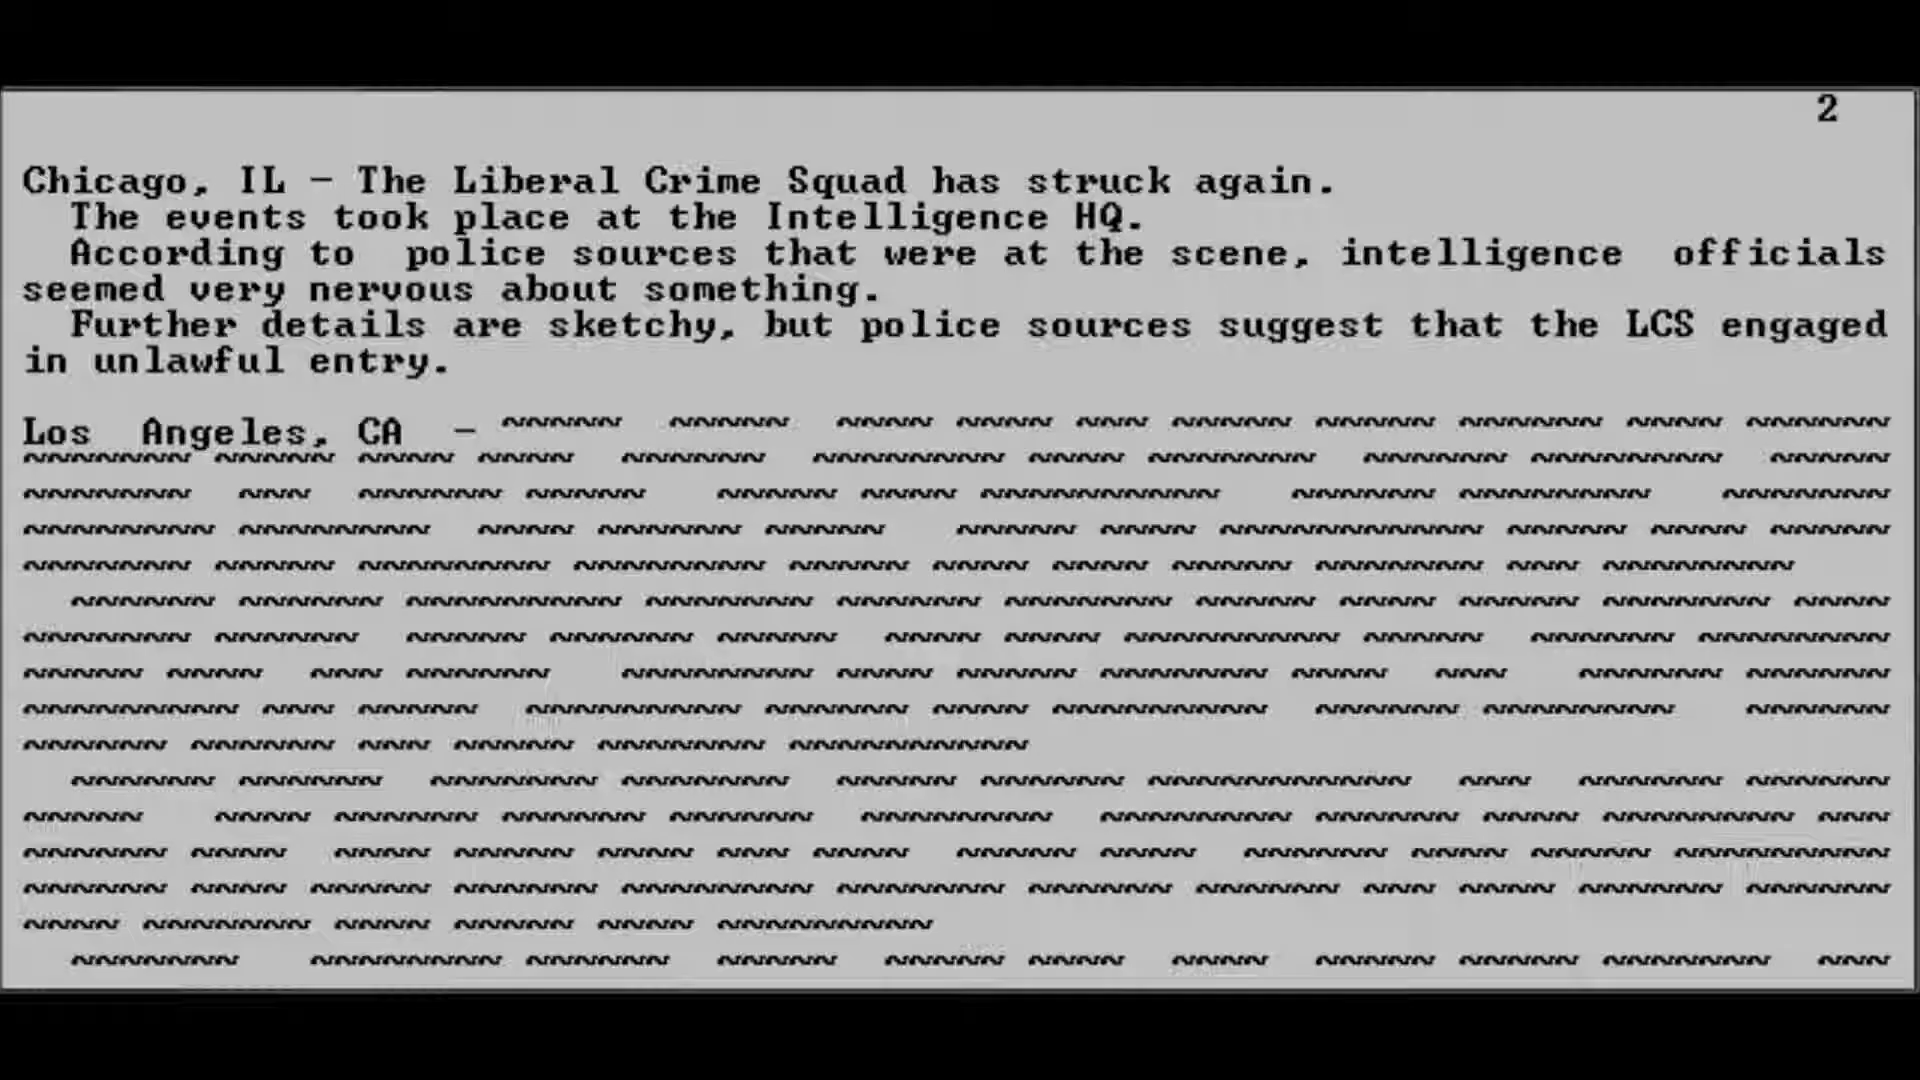 2
Chicago, IL - The Liberal Crime Squad has struck again.
The events took place at the Intelligence HQ.
According to police sources that were at the scene, intelligence officials
seemed very nervous about something.
Further details are sketchy, but police sources suggest that the LCS engaged
in unlawful entry.
Los Angeles, CA -